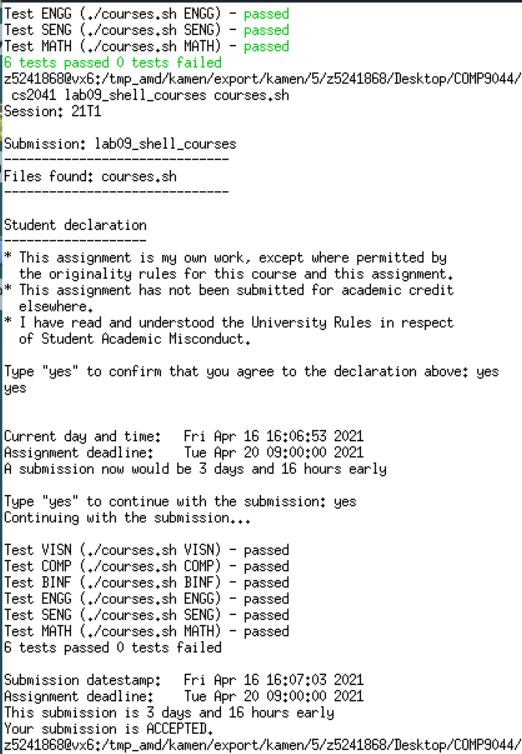 Test ENGG (./courses.sh ENGG) - passed
Test SENG (./courses.sh SENG) - passed
Test MATH (./courses.sh MATH) - passed
6 tests passed 0 tests failed
z5241868@vx6:/tmp_amd/kamen/export/kamen/5/z5241868/Desktop/COMP9044/
cs2041 lab09_shell_courses courses.sh
Session: 21T1
Submission: lab09_shell_courses
-----------------------------
Files found: courses.sh
-----------------------------
Student declaration
-------------------
* This assignment is my own work, except where permitted by
the originality rules for this course and this assignment.
* This assignment has not been submitted for academic credit
elsewhere.
* I have read and understood the University Rules in respect
of Student Academic Misconduct.
Type "yes" to confirm that you agree to the declaration above: yes
yes
Current day and time:   Fri Apr 16 16:06:53 2021
Assignment deadline:    Tue Apr 20 09:00:00 2021
A submission now would be 3 days and 16 hours early
Type "yes" to continue with the submission: yes
Continuing with the submission...
Test VISN (./courses.sh VISN) - passed
Test COMP (./courses.sh COMP) - passed
Test BINF (./courses.sh BINF) - passed
Test ENGG (./courses.sh ENGG) - passed
Test SENG (./courses.sh SENG) - passed
Test MATH (./courses.sh MATH) - passed
6 tests passed 0 tests failed
Submission datestamp:   Fri Apr 16 16:07:03 2021
Assignment deadline:    Tue Apr 20 09:00:00 2021
This submission is 3 days and 16 hours early
Your submission is ACCEPTED.
z5241868@vx6:/tmp_amd/kamen/export/kamen/5/z5241868/Desktop/COMP9044/